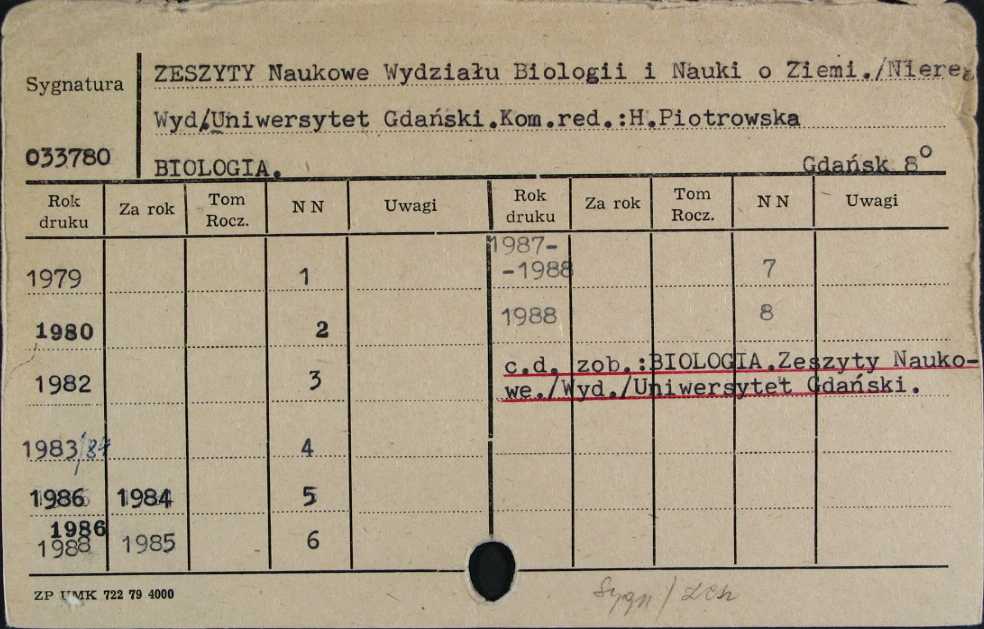 Sygnatura
ZESZYTY Naukowe Wydziału Biologii i Nauki o Ziemi./Niere
Wyd./Uniwersytet Gdański.Kom.red.:H.Piotrowska
033780
BIOLOGIA. Gdańsk 8°
Rok druku Za rok Tom Rocz. N N Uwagi Rok druku Za rok Tom Rocz. N N Uwagi
1979 1 1987-
-1988 7
1980 2 1988 8
1982 3 c.d. zob.:BIOLOGIA.Zeszyty Nauko-
we./Wyd./Uniwersytet Gdański.
1983/84 4
1986 1984 5
1986
1988 1985 6
ZP UMK 722 79 4000
Sygn/